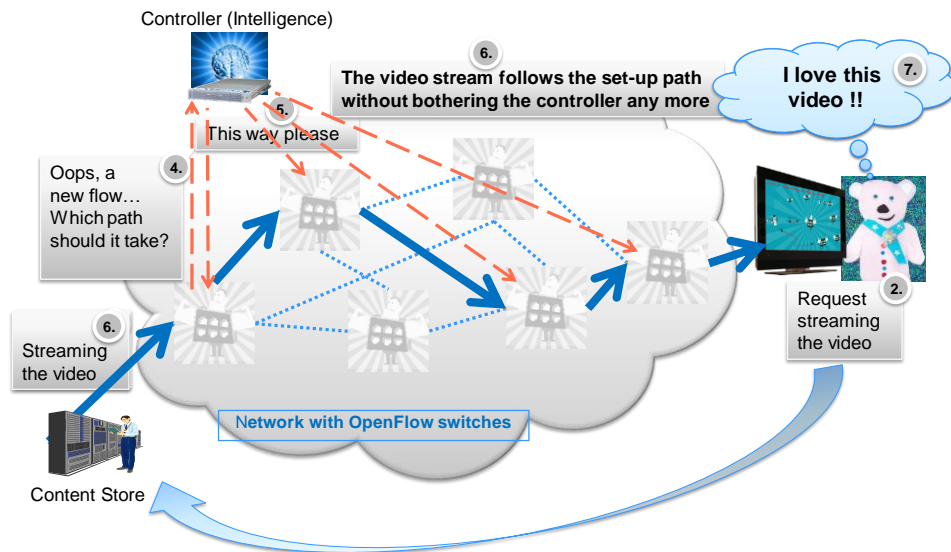 Controller (Intelligence)
6.
The video stream follows the set-up path
without bothering the controller any more
I love this
video !!
7.
5.
This way please
4.
Oops, a
new flow…
Which path
should it take?
2.
Request
streaming
the video
6.
Streaming
the video
Network with OpenFlow switches
Content Store